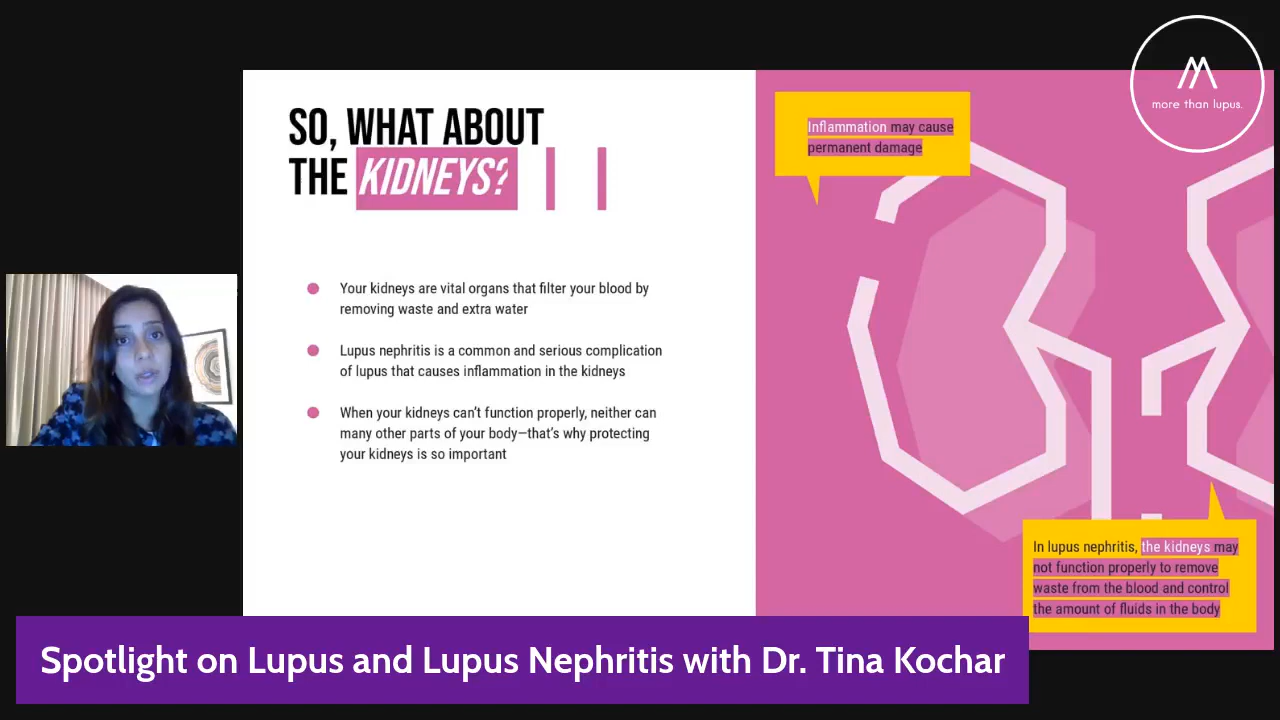 SO, WHAT ABOUT
THE KIDNEYS?
Your kidneys are vital organs that filter your blood by
removing waste and extra water
Lupus nephritis is a common and serious complication
of lupus that causes inflammation in the kidneys
When your kidneys can’t function properly, neither can
many other parts of your body—that’s why protecting
your kidneys is so important
Inflammation may cause
permanent damage
more than lupus.
In lupus nephritis, the kidneys may
not function properly to remove
waste from the blood and control
the amount of fluids in the body
Spotlight on Lupus and Lupus Nephritis with Dr. Tina Kochar